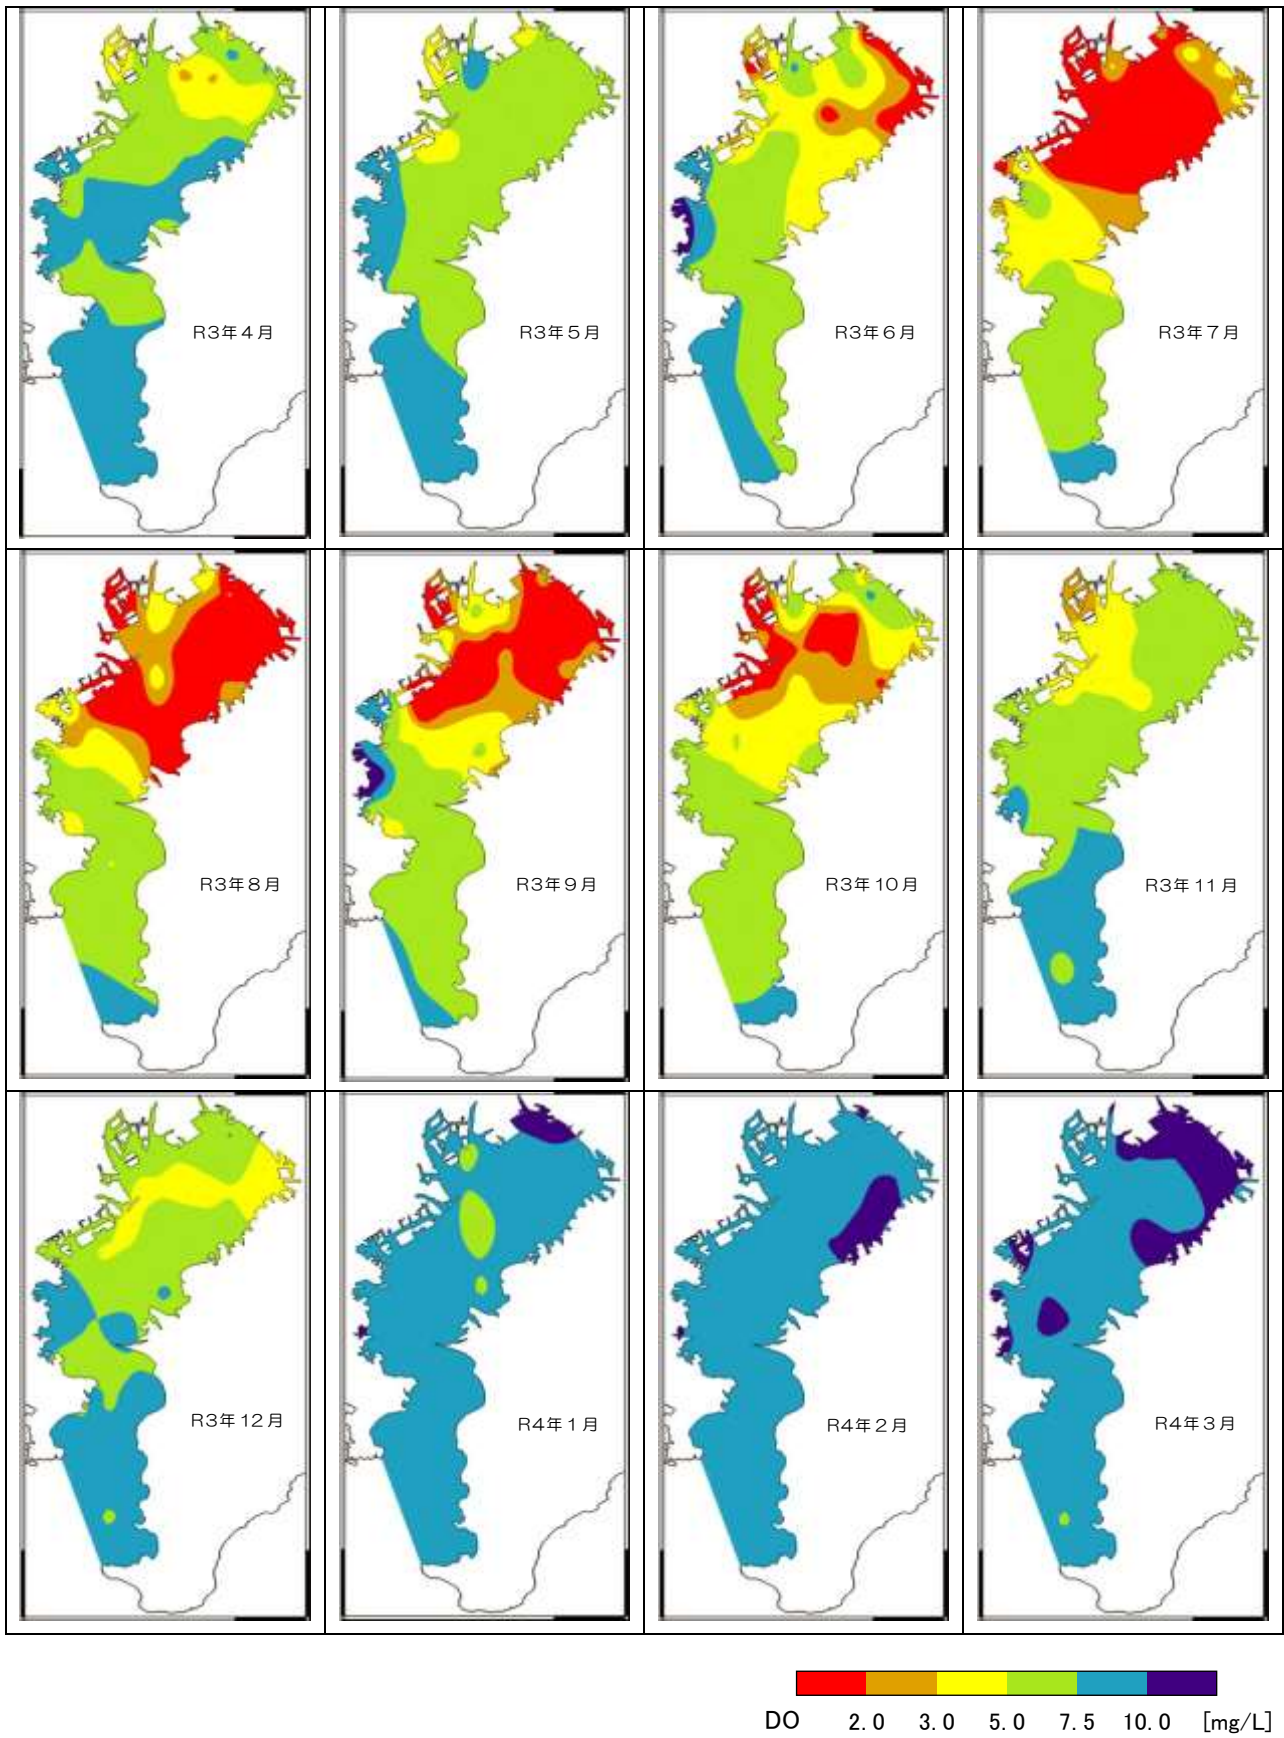 R3年4月
R3年5月
R3年6月
R3年7月
R3年8月
R3年9月
R3年10月
R3年11月
R3年12月
R4年1月
R4年2月
R4年3月
DO 2.0 3.0 5.0 7.5 10.0 [mg/L]